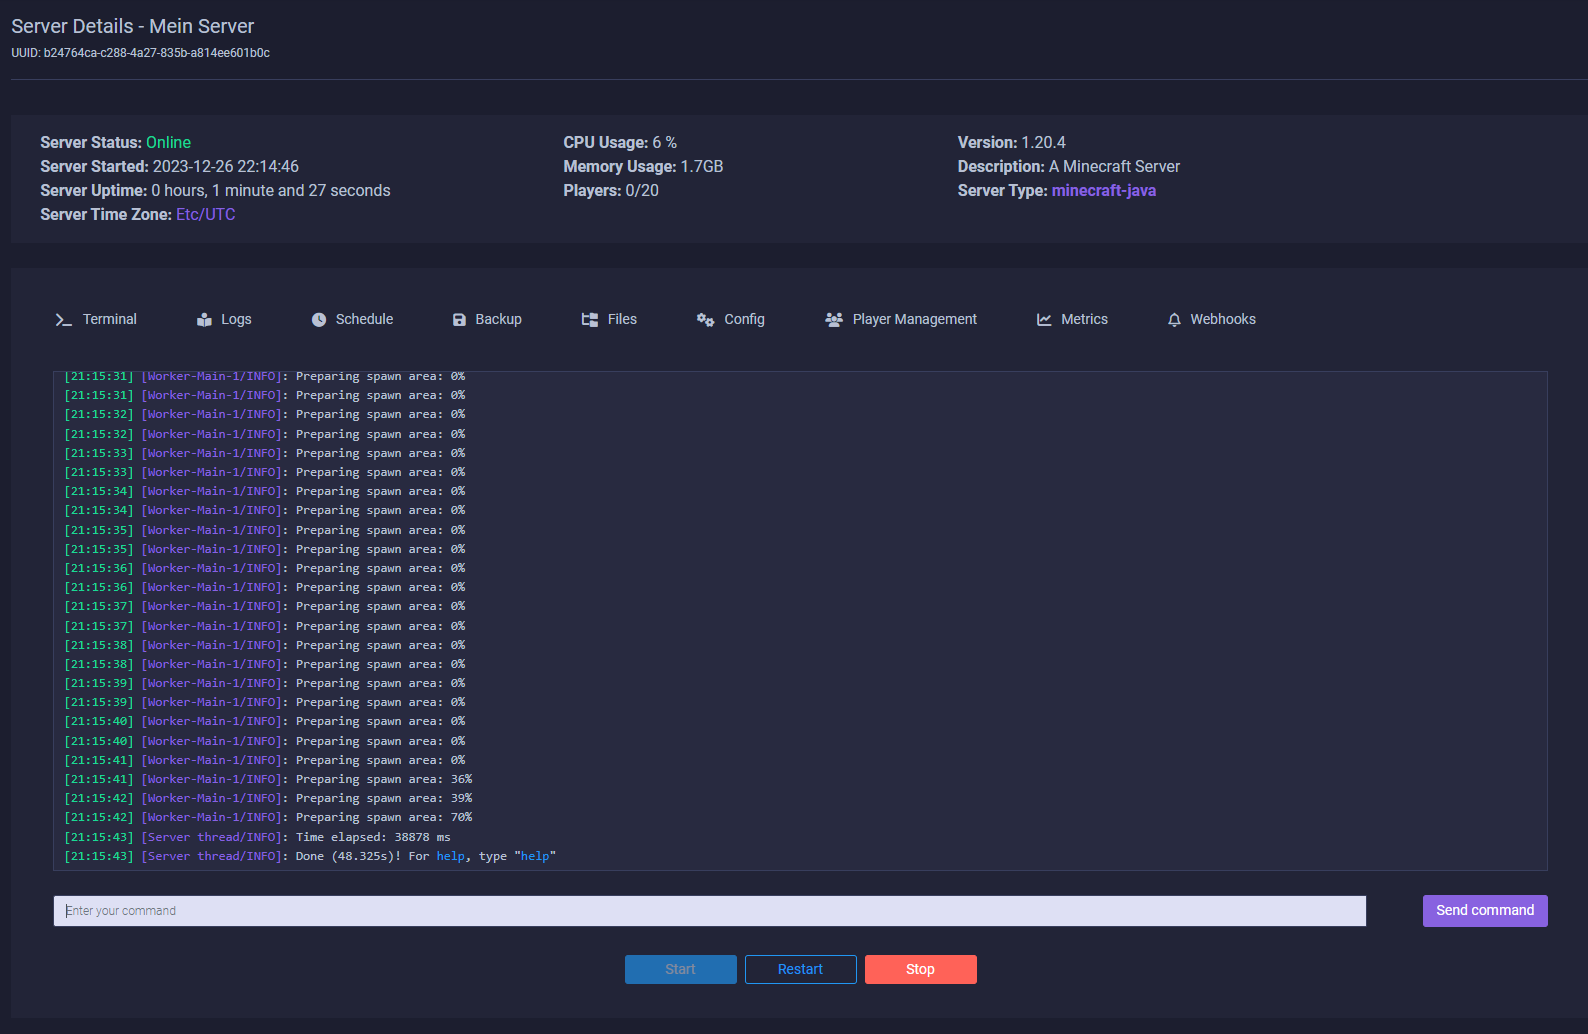 Server Details - Mein Server
UUID: b24764ca-c288-4a27-835b-a814ee601b0c
Server Status: Online
Server Started: 2023-12-26 22:14:46
Server Uptime: 0 hours, 1 minute and 27 seconds
Server Time Zone: Etc/UTC
CPU Usage: 6 %
Memory Usage: 1.7GB
Players: 0/20
Version: 1.20.4
Description: A Minecraft Server
Server Type: minecraft-java
Terminal Logs Schedule Backup Files Config Player Management Metrics Webhooks
[21:15:31] [Worker-Main-1/INFO]: Preparing spawn area: 0%
[21:15:31] [Worker-Main-1/INFO]: Preparing spawn area: 0%
[21:15:32] [Worker-Main-1/INFO]: Preparing spawn area: 0%
[21:15:32] [Worker-Main-1/INFO]: Preparing spawn area: 0%
[21:15:33] [Worker-Main-1/INFO]: Preparing spawn area: 0%
[21:15:33] [Worker-Main-1/INFO]: Preparing spawn area: 0%
[21:15:34] [Worker-Main-1/INFO]: Preparing spawn area: 0%
[21:15:34] [Worker-Main-1/INFO]: Preparing spawn area: 0%
[21:15:35] [Worker-Main-1/INFO]: Preparing spawn area: 0%
[21:15:35] [Worker-Main-1/INFO]: Preparing spawn area: 0%
[21:15:36] [Worker-Main-1/INFO]: Preparing spawn area: 0%
[21:15:36] [Worker-Main-1/INFO]: Preparing spawn area: 0%
[21:15:37] [Worker-Main-1/INFO]: Preparing spawn area: 0%
[21:15:37] [Worker-Main-1/INFO]: Preparing spawn area: 0%
[21:15:38] [Worker-Main-1/INFO]: Preparing spawn area: 0%
[21:15:38] [Worker-Main-1/INFO]: Preparing spawn area: 0%
[21:15:39] [Worker-Main-1/INFO]: Preparing spawn area: 0%
[21:15:39] [Worker-Main-1/INFO]: Preparing spawn area: 0%
[21:15:40] [Worker-Main-1/INFO]: Preparing spawn area: 0%
[21:15:40] [Worker-Main-1/INFO]: Preparing spawn area: 0%
[21:15:41] [Worker-Main-1/INFO]: Preparing spawn area: 0%
[21:15:41] [Worker-Main-1/INFO]: Preparing spawn area: 36%
[21:15:42] [Worker-Main-1/INFO]: Preparing spawn area: 39%
[21:15:42] [Worker-Main-1/INFO]: Preparing spawn area: 70%
[21:15:43] [Server thread/INFO]: Time elapsed: 38878 ms
[21:15:43] [Server thread/INFO]: Done (48.325s)! For help, type "help"
Enter your command
Send command
Start Restart Stop